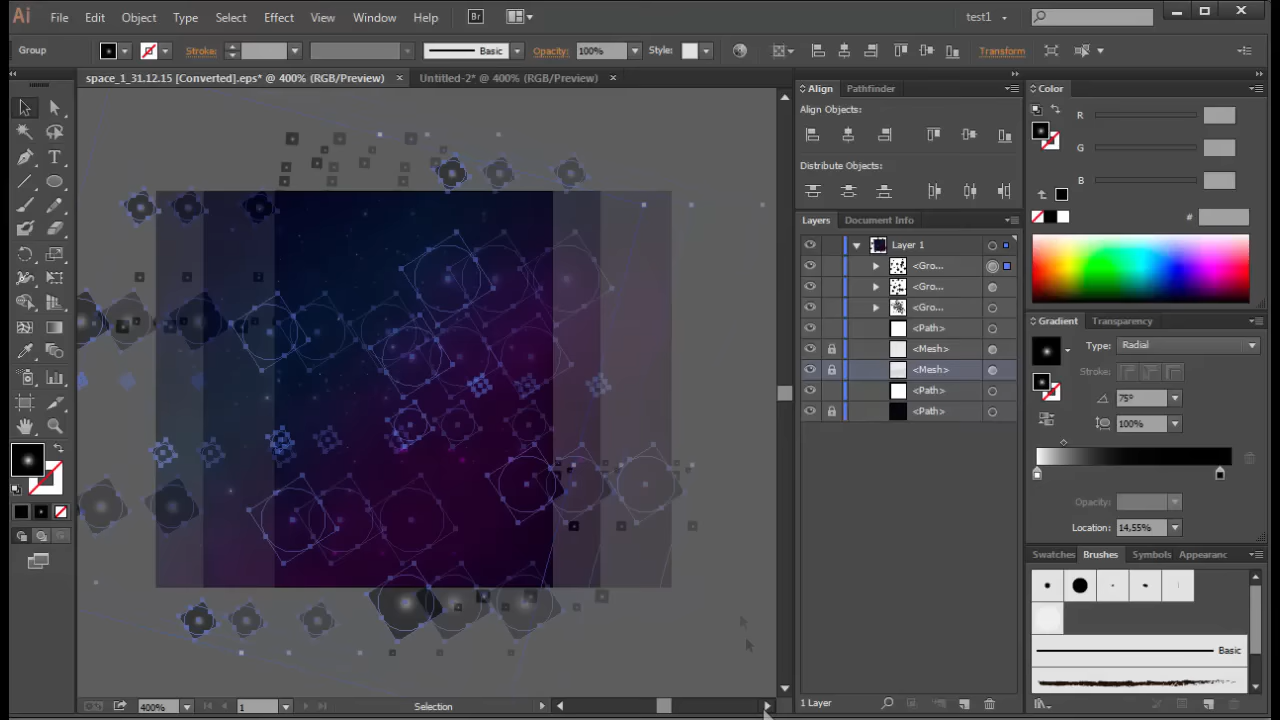 Ai File Edit Object Type Select Effect View Window Help Br test1
Group Stroke: Basic Opacity: 100% Style: Transform
space_1_31.12.15 [Converted].eps* @ 400% (RGB/Preview) × Untitled-2* @ 400% (RGB/Preview) ×
Align Pathfinder
Align Objects:
Distribute Objects:
Layers Document Info
Layer 1
<Gro...
<Gro...
<Gro...
<Path>
<Mesh>
<Mesh>
<Path>
<Path>
1 Layer
Color
R
G
B
#
Gradient Transparency
Type: Radial
Stroke:
75°
100%
Opacity:
Location: 14,55%
Swatches Brushes Symbols Appearanc
Basic
400% 1 Selection